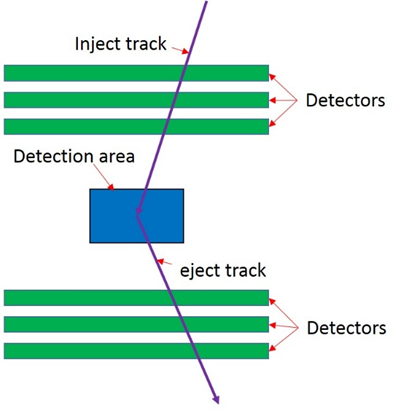 Inject track
Detectors
Detection area
eject track
Detectors